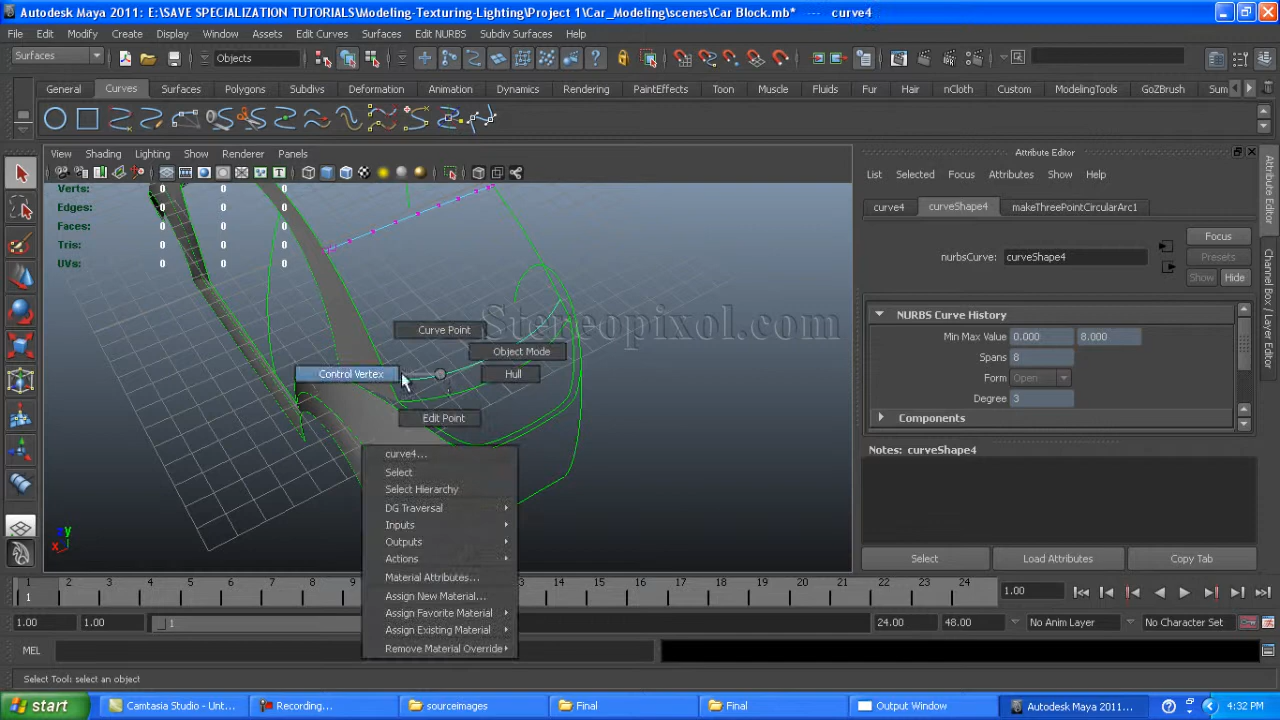 Autodesk Maya 2011: E:\SAVE SPECIALIZATION TUTORIALS\Modeling-Texturing-Lighting\Project 1\Car_Modeling\scenes\Car Block.mb* --- curve4
File Edit Modify Create Display Window Assets Edit Curves Surfaces Edit NURBS Subdiv Surfaces Help
Surfaces Objects
General Curves Surfaces Polygons Subdivs Deformation Animation Dynamics Rendering PaintEffects Toon Muscle Fluids Fur Hair nCloth Custom ModelingTools GoZBrush Sum
View Shading Lighting Show Renderer Panels
Attribute Editor
List Selected Focus Attributes Show Help
Verts: 0 0 0
Edges: 0 0 0
Faces: 0 0 0
Tris: 0 0 0
UVs: 0 0 0
curve4 curveShape4 makeThreePointCircularArc1
Focus
nurbsCurve: curveShape4
Presets
Show Hide
NURBS Curve History
Min Max Value 0.000 8.000
Spans 8
Form Open
Degree 3
Components
Notes: curveShape4
Select Load Attributes Copy Tab
Attribute Editor
Channel Box / Layer Editor
Stereopixol.com
Curve Point
Object Mode
Control Vertex
Hull
Edit Point
curve4...
Select
Select Hierarchy
DG Traversal
Inputs
Outputs
Actions
Material Attributes...
Assign New Material...
Assign Favorite Material
Assign Existing Material
Remove Material Override
y
x
1 2 3 4 5 6 7 8 9 13 14 15 16 17 18 19 20 21 22 23 24
1
1.00
1.00 1.00 1 24.00 48.00 No Anim Layer No Character Set
MEL
Select Tool: select an object
start Camtasia Studio - Unt... Recording... sourceimages Final Final Output Window Autodesk Maya 2011... 4:32 PM